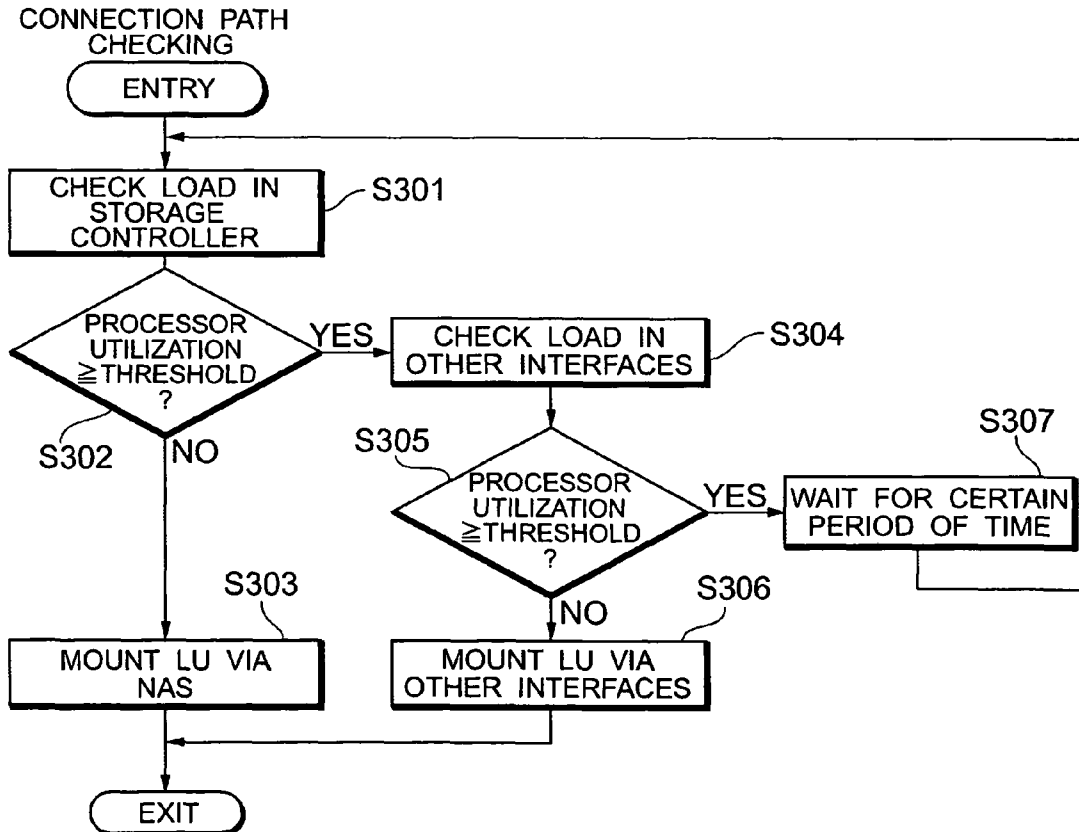 CONNECTION PATH
CHECKING
ENTRY
CHECK LOAD IN
STORAGE
CONTROLLER
S301
PROCESSOR
UTILIZATION
≧THRESHOLD
?
S302
YES
NO
CHECK LOAD IN
OTHER INTERFACES
S304
S305
PROCESSOR
UTILIZATION
≧THRESHOLD
?
YES
NO
S307
WAIT FOR CERTAIN
PERIOD OF TIME
S303
MOUNT LU VIA
NAS
S306
MOUNT LU VIA
OTHER INTERFACES
EXIT